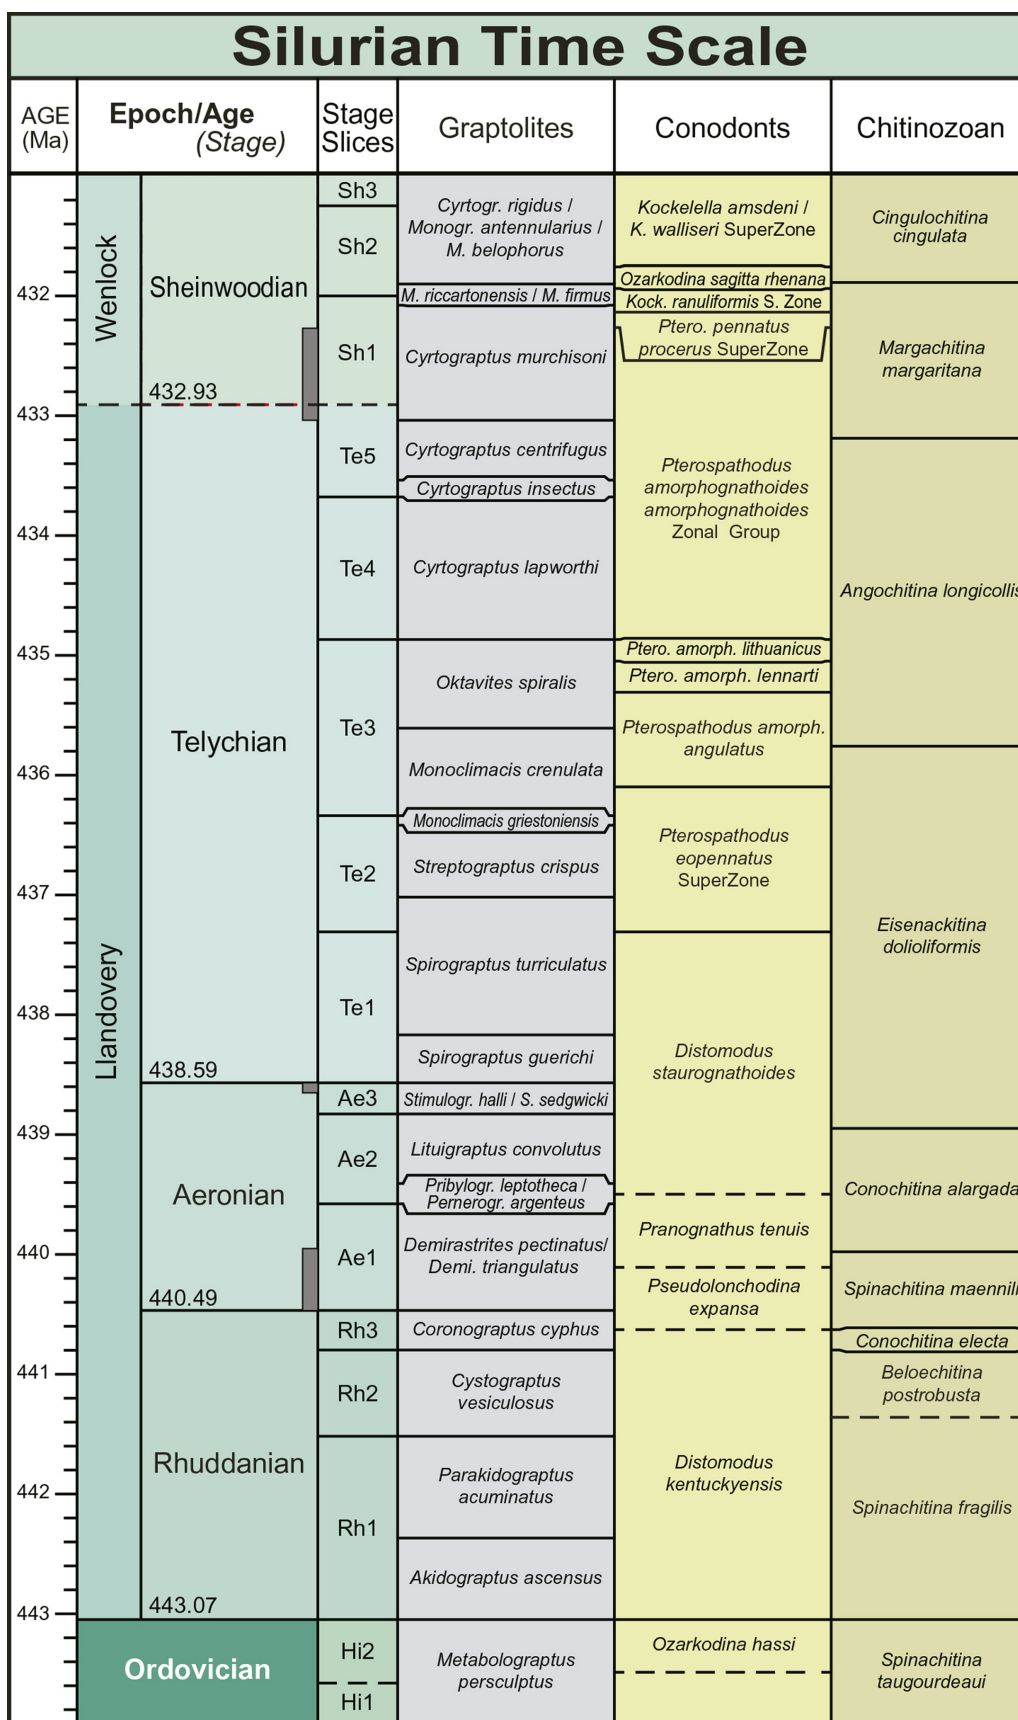 Silurian Time Scale
AGE
(Ma)
Epoch/Age
(Stage)
Stage
Slices
Graptolites
Conodonts
Chitinozoan
432
433
434
435
436
437
438
439
440
441
442
443
Wenlock
Llandovery
Ordovician
Sheinwoodian
432.93
Telychian
438.59
Aeronian
440.49
Rhuddanian
443.07
Sh3
Sh2
Sh1
Te5
Te4
Te3
Te2
Te1
Ae3
Ae2
Ae1
Rh3
Rh2
Rh1
Hi2
Hi1
Cyrtogr. rigidus /
Monogr. antennularius /
M. belophorus
M. riccartonensis / M. firmus
Cyrtograptus murchisoni
Cyrtograptus centrifugus
Cyrtograptus insectus
Cyrtograptus lapworthi
Oktavites spiralis
Monoclimacis crenulata
Monoclimacis griestoniensis
Streptograptus crispus
Spirograptus turriculatus
Spirograptus guerichi
Stimulogr. halli / S. sedgwicki
Lituigraptus convolutus
Pribylogr. leptotheca /
Pernerogr. argenteus
Demirastrites pectinatus/
Demi. triangulatus
Coronograptus cyphus
Cystograptus
vesiculosus
Parakidograptus
acuminatus
Akidograptus ascensus
Metabolograptus
persculptus
Kockelella amsdeni /
K. walliseri SuperZone
Ozarkodina sagitta rhenana
Kock. ranuliformis S. Zone
Ptero. pennatus
procerus SuperZone
Pterospathodus
amorphognathoides
amorphognathoides
Zonal Group
Ptero. amorph. lithuanicus
Ptero. amorph. lennarti
Pterospathodus amorph.
angulatus
Pterospathodus
eopennatus
SuperZone
Distomodus
staurognathoides
Pranognathus tenuis
Pseudolonchodina
expansa
Distomodus
kentuckyensis
Ozarkodina hassi
Cingulochitina
cingulata
Margachitina
margaritana
Angochitina longicollis
Eisenackitina
dolioliformis
Conochitina alargada
Spinachitina maennili
Conochitina electa
Beloechitina
postrobusta
Spinachitina fragilis
Spinachitina
taugourdeaui